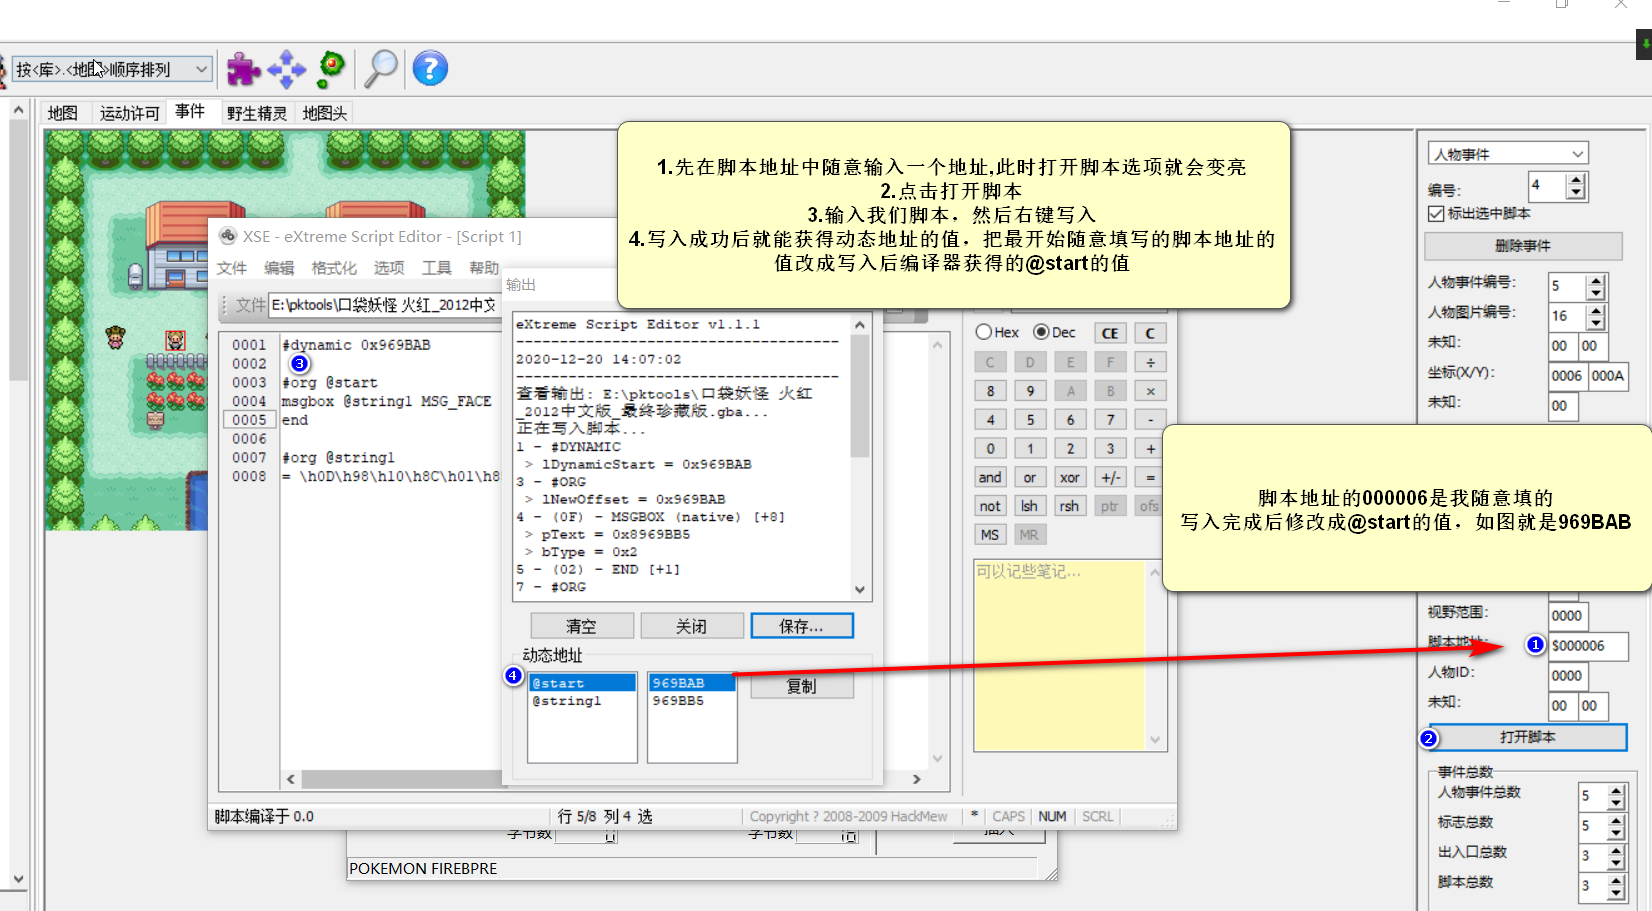 按<库>.<地图>顺序排列
地图 运动许可 事件 野生精灵 地图头
1.先在脚本地址中随意输入一个地址,此时打开脚本选项就会变亮
2.点击打开脚本
3.输入我们脚本，然后右键写入
4.写入成功后就能获得动态地址的值，把最开始随意填写的脚本地址的
值改成写入后编译器获得的@start的值
XSE - eXtreme Script Editor - [Script 1]
文件 编辑 格式化 选项 工具 帮助
文件 E:\pktools\口袋妖怪 火红_2012中文
0001 #dynamic 0x969BAB
0002
3
0003 #org @start
0004 msgbox @string1 MSG_FACE
0005 end
0006
0007 #org @string1
0008 = \h0D\h98\h10\h8C\h01\h8
输出
eXtreme Script Editor v1.1.1
-------------------------------------
2020-12-20 14:07:02
-------------------------------------
查看输出: E:\pktools\口袋妖怪 火红
_2012中文版_最终珍藏版.gba...
正在写入脚本...
1 - #DYNAMIC
> lDynamicStart = 0x969BAB
3 - #ORG
> lNewOffset = 0x969BAB
4 - (0F) - MSGBOX (native) [+8]
> pText = 0x8969BB5
> bType = 0x2
5 - (02) - END [+1]
7 - #ORG
清空 关闭 保存...
动态地址
4
@start 969BAB 复制
@string1 969BB5
Hex Dec CE C
C D E F ÷
8 9 A B ×
4 5 6 7 -
0 1 2 3 +
and or xor +/- =
not lsh rsh ptr ofs
MS MR
可以记些笔记...
脚本编译于 0.0 行 5/8 列 4 选 Copyright ? 2008-2009 HackMew * CAPS NUM SCRL
字节数 0 字节数 插入
POKEMON FIREBPRE
人物事件
编号: 4
标出选中脚本
删除事件
人物事件编号: 5
人物图片编号: 16
未知: 00 00
坐标(X/Y): 0006 000A
未知: 00
脚本地址的000006是我随意填的
写入完成后修改成@start的值，如图就是969BAB
视野范围: 0000
脚本地址: 1 $000006
人物ID: 0000
未知: 00 00
2 打开脚本
事件总数
人物事件总数 5
标志总数 5
出入口总数 3
脚本总数 3